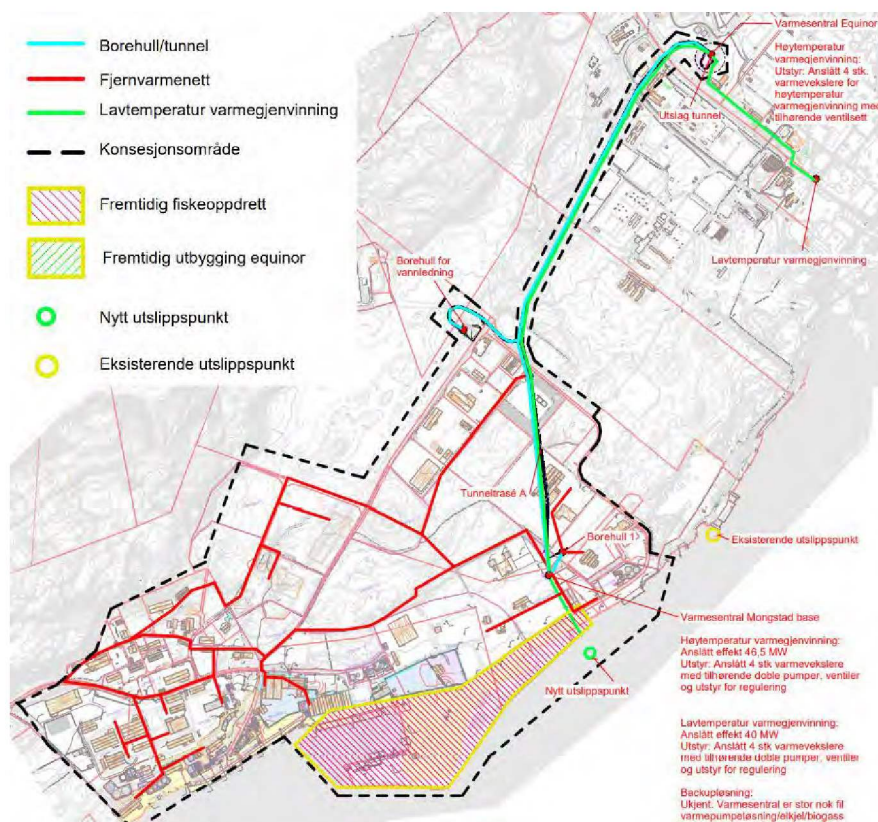 Borehull/tunnel
Fjernvarmenett
Lavtemperatur varmegjenvinning
Konsesjonsområde
Fremtidig fiskeoppdrett
Fremtidig utbygging equinor
Nytt utslippspunkt
Eksisterende utslippspunkt
Varmesentral Equinor
Høytemperatur
varmegjenvinning:
Utstyr: Anslått 4 stk.
varmevekslere for
høytemperatur
varmegjenvinning med
tilhørende ventilsett
Utslag tunnel
Lavtemperatur varmegjenvinning
Borehull for
vannledning
Tunneltrasé A
Borehull 1
Eksisterende utslippspunkt
Varmesentral Mongstad base
Nytt utslippspunkt
Høytemperatur varmegjenvinning:
Anslått effekt 46,5 MW
Utstyr: Anslått 4 stk varmevekslere
med tilhørende doble pumper, ventiler
og utstyr for regulering
Lavtemperatur varmegjenvinning:
Anslått effekt 40 MW
Utstyr: Anslått 4 stk varmevekslere
med tilhørende doble pumper, ventiler
og utstyr for regulering
Backupløsning:
Ukjent. Varmesentral er stor nok til
varmepumpeløsning/elkjel/biogass